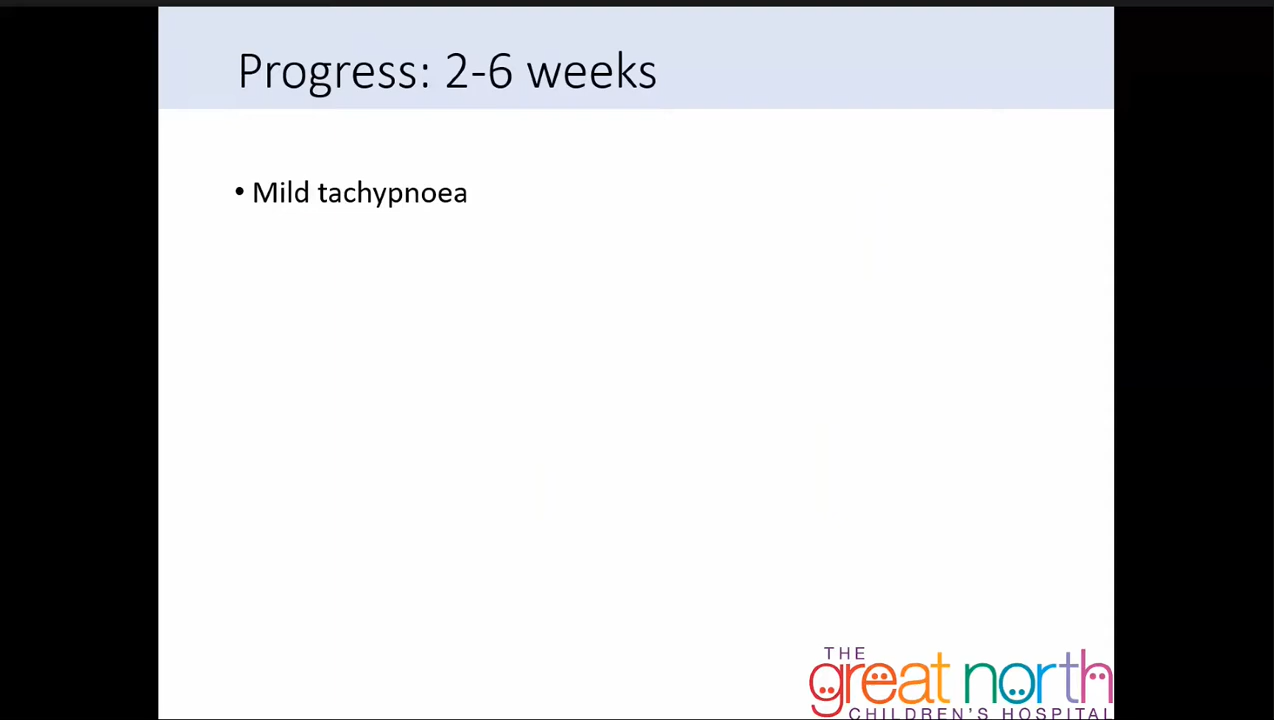 Progress: 2-6 weeks
• Mild tachypnoea
THE
great north
CHILDREN'S HOSPITAL